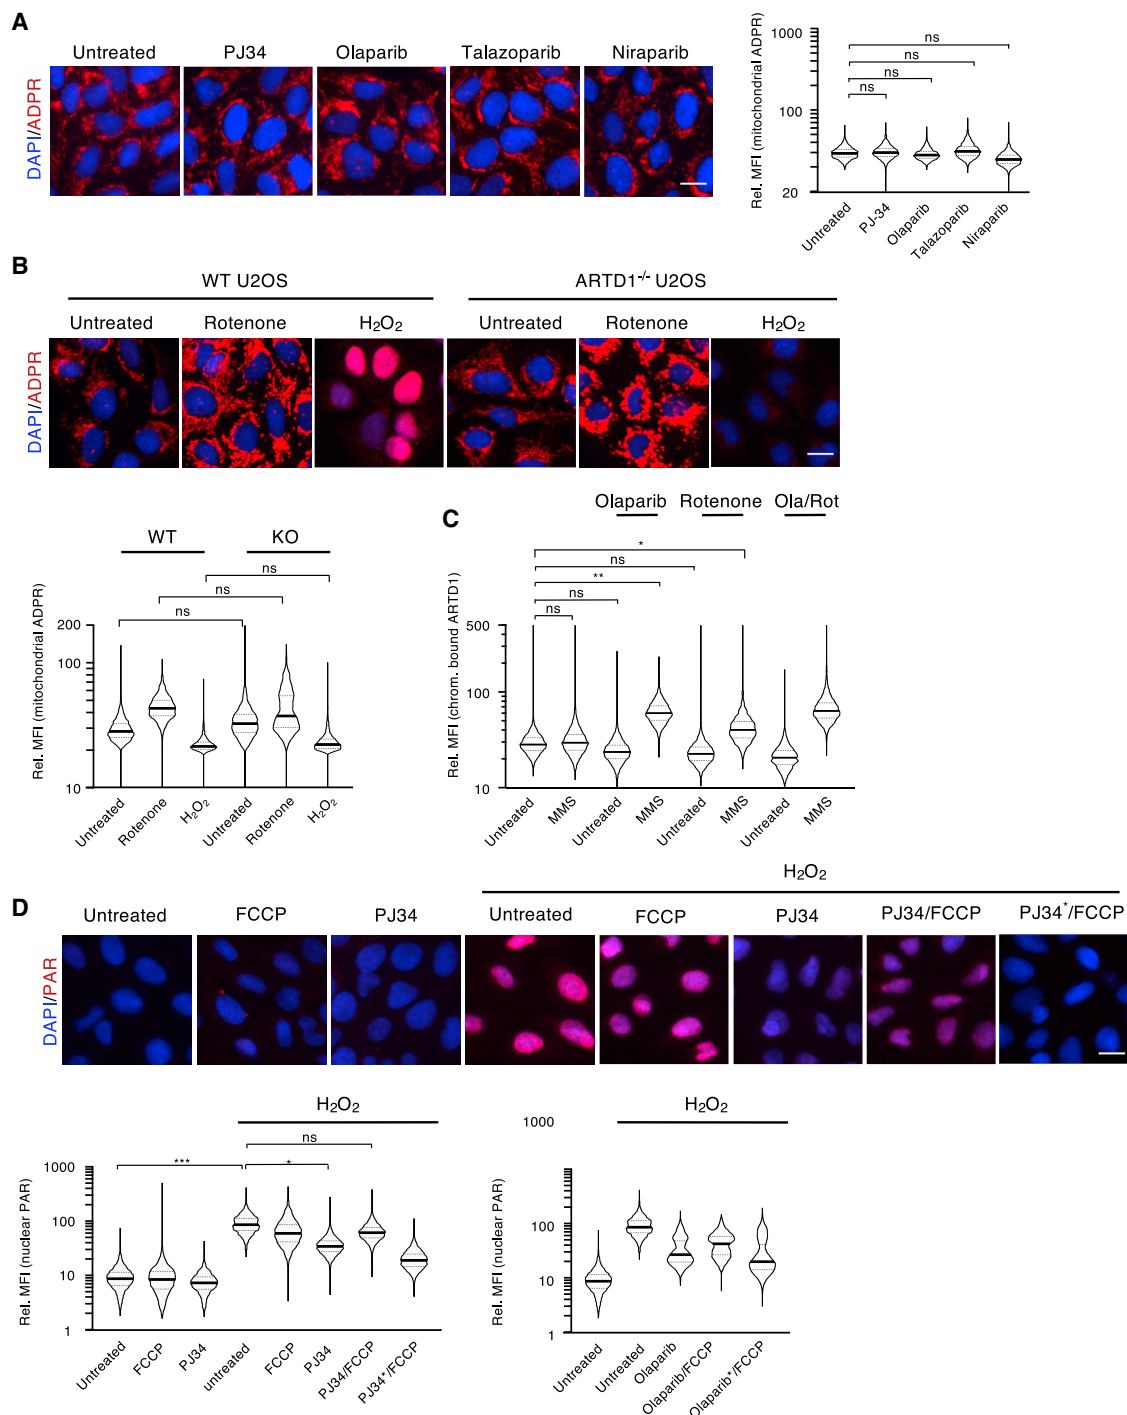 A
Untreated PJ34 Olaparib Talazoparib Niraparib
DAPI/ADPR
Rel. MFI (mitochondrial ADPR)
1000
100
20
ns
ns
ns
ns
Untreated PJ-34 Olaparib Talazoparib Niraparib
B
WT U2OS ARTD1-/- U2OS
Untreated Rotenone H2O2 Untreated Rotenone H2O2
DAPI/ADPR
WT KO
ns
ns
ns
Rel. MFI (mitochondrial ADPR)
200
100
10
Untreated Rotenone H2O2 Untreated Rotenone H2O2
C
Olaparib Rotenone Ola/Rot
*
ns
**
ns
ns
Rel. MFI (chrom. bound ARTD1)
500
100
10
Untreated MMS Untreated MMS Untreated MMS Untreated MMS
D
H2O2
Untreated FCCP PJ34 Untreated FCCP PJ34 PJ34/FCCP PJ34*/FCCP
DAPI/PAR
H2O2
ns
*** *
Rel. MFI (nuclear PAR)
1000
100
10
1
Untreated FCCP PJ34 untreated FCCP PJ34 PJ34/FCCP PJ34*/FCCP
H2O2
1000
Rel. MFI (nuclear PAR)
100
10
1
Untreated Untreated Olaparib Olaparib/FCCP Olaparib*/FCCP